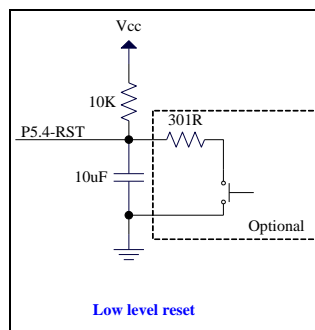 Vcc
10K
301R
P5.4-RST
10uF
Optional
Low level reset